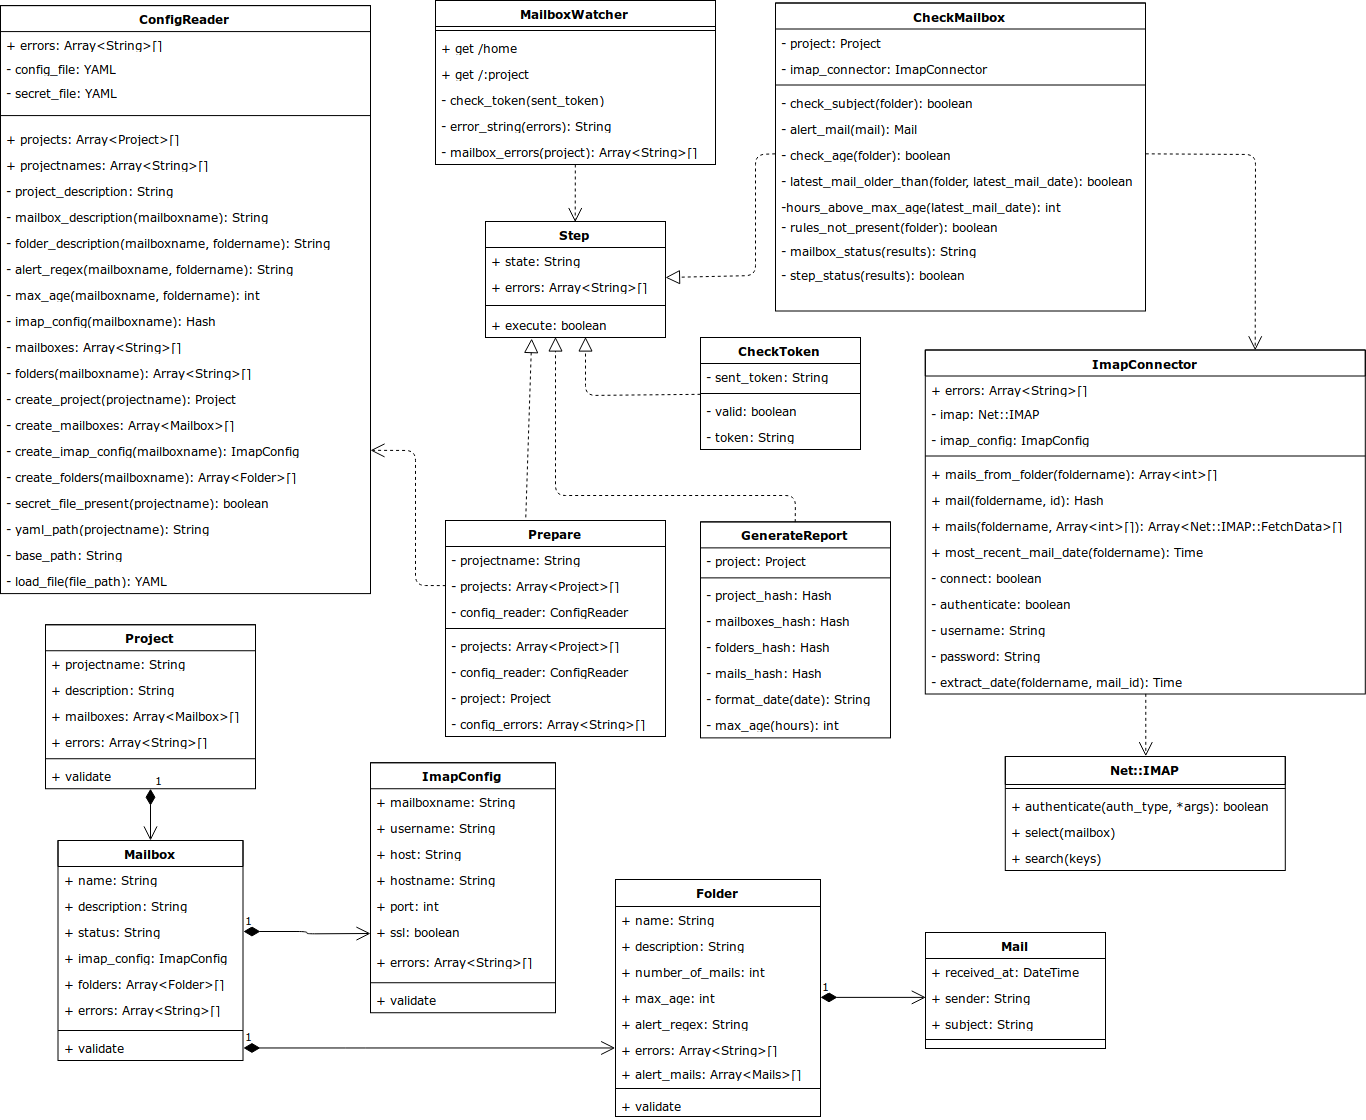 ConfigReader
+ errors: Array<String>[]
- config_file: YAML
- secret_file: YAML
+ projects: Array<Project>[]
+ projectnames: Array<String>[]
- project_description: String
- mailbox_description(mailboxname): String
- folder_description(mailboxname, foldername): String
- alert_regex(mailboxname, foldername): String
- max_age(mailboxname, foldername): int
- imap_config(mailboxname): Hash
- mailboxes: Array<String>[]
- folders(mailboxname): Array<String>[]
- create_project(projectname): Project
- create_mailboxes: Array<Mailbox>[]
- create_imap_config(mailboxname): ImapConfig
- create_folders(mailboxname): Array<Folder>[]
- secret_file_present(projectname): boolean
- yaml_path(projectname): String
- base_path: String
- load_file(file_path): YAML
MailboxWatcher
+ get /home
+ get /:project
- check_token(sent_token)
- error_string(errors): String
- mailbox_errors(project): Array<String>[]
CheckMailbox
- project: Project
- imap_connector: ImapConnector
- check_subject(folder): boolean
- alert_mail(mail): Mail
- check_age(folder): boolean
- latest_mail_older_than(folder, latest_mail_date): boolean
-hours_above_max_age(latest_mail_date): int
- rules_not_present(folder): boolean
- mailbox_status(results): String
- step_status(results): boolean
Step
+ state: String
+ errors: Array<String>[]
+ execute: boolean
CheckToken
- sent_token: String
- valid: boolean
- token: String
ImapConnector
+ errors: Array<String>[]
- imap: Net::IMAP
- imap_config: ImapConfig
+ mails_from_folder(foldername): Array<int>[]
+ mail(foldername, id): Hash
+ mails(foldername, Array<int>[]): Array<Net::IMAP::FetchData>[]
+ most_recent_mail_date(foldername): Time
- connect: boolean
- authenticate: boolean
- username: String
- password: String
- extract_date(foldername, mail_id): Time
Prepare
- projectname: String
- projects: Array<Project>[]
- config_reader: ConfigReader
- projects: Array<Project>[]
- config_reader: ConfigReader
- project: Project
- config_errors: Array<String>[]
GenerateReport
- project: Project
- project_hash: Hash
- mailboxes_hash: Hash
- folders_hash: Hash
- mails_hash: Hash
- format_date(date): String
- max_age(hours): int
Project
+ projectname: String
+ description: String
+ mailboxes: Array<Mailbox>[]
+ errors: Array<String>[]
+ validate
1
Mailbox
+ name: String
+ description: String
+ status: String
+ imap_config: ImapConfig
+ folders: Array<Folder>[]
+ errors: Array<String>[]
+ validate
1
1
ImapConfig
+ mailboxname: String
+ username: String
+ host: String
+ hostname: String
+ port: int
+ ssl: boolean
+ errors: Array<String>[]
+ validate
Folder
+ name: String
+ description: String
+ number_of_mails: int
+ max_age: int
+ alert_regex: String
+ errors: Array<String>[]
+ alert_mails: Array<Mails>[]
+ validate
1
Net::IMAP
+ authenticate(auth_type, *args): boolean
+ select(mailbox)
+ search(keys)
Mail
+ received_at: DateTime
+ sender: String
+ subject: String